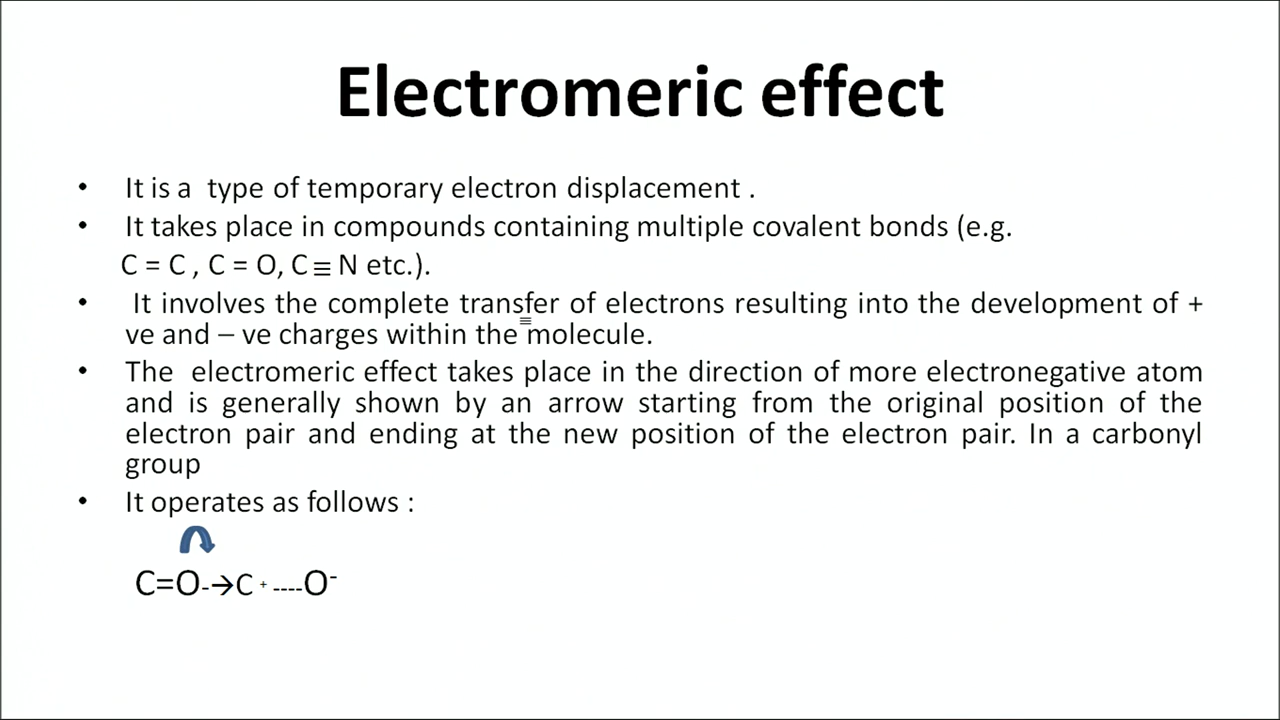 Electromeric effect
• It is a type of temporary electron displacement .
• It takes place in compounds containing multiple covalent bonds (e.g.
C = C , C = O, C ≡ N etc.).
• It involves the complete transfer of electrons resulting into the development of +
≡
ve and – ve charges within the molecule.
• The electromeric effect takes place in the direction of more electronegative atom
and is generally shown by an arrow starting from the original position of the
electron pair and ending at the new position of the electron pair. In a carbonyl
group
• It operates as follows :
C=O-→C + ----O⁻